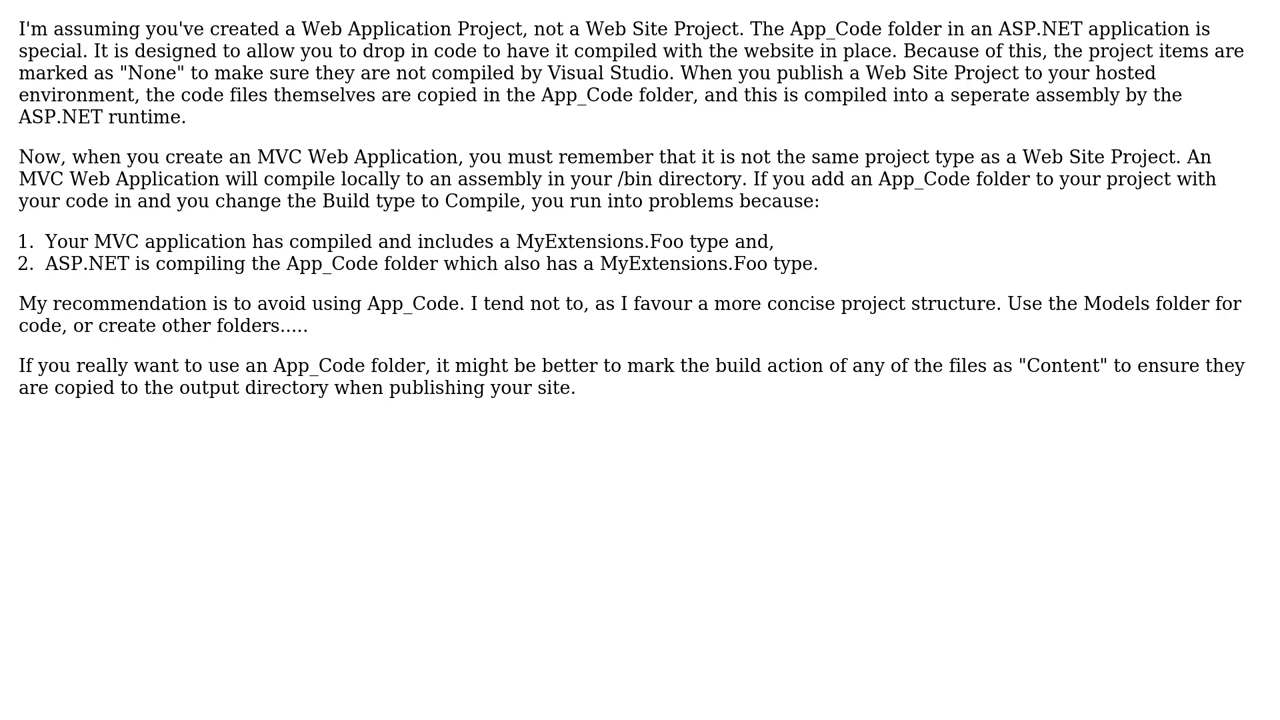 I'm assuming you've created a Web Application Project, not a Web Site Project. The App_Code folder in an ASP.NET application is
special. It is designed to allow you to drop in code to have it compiled with the website in place. Because of this, the project items are
marked as "None" to make sure they are not compiled by Visual Studio. When you publish a Web Site Project to your hosted
environment, the code files themselves are copied in the App_Code folder, and this is compiled into a seperate assembly by the
ASP.NET runtime.
Now, when you create an MVC Web Application, you must remember that it is not the same project type as a Web Site Project. An
MVC Web Application will compile locally to an assembly in your /bin directory. If you add an App_Code folder to your project with
your code in and you change the Build type to Compile, you run into problems because:
1. Your MVC application has compiled and includes a MyExtensions.Foo type and,
2. ASP.NET is compiling the App_Code folder which also has a MyExtensions.Foo type.
My recommendation is to avoid using App_Code. I tend not to, as I favour a more concise project structure. Use the Models folder for
code, or create other folders.....
If you really want to use an App_Code folder, it might be better to mark the build action of any of the files as "Content" to ensure they
are copied to the output directory when publishing your site.